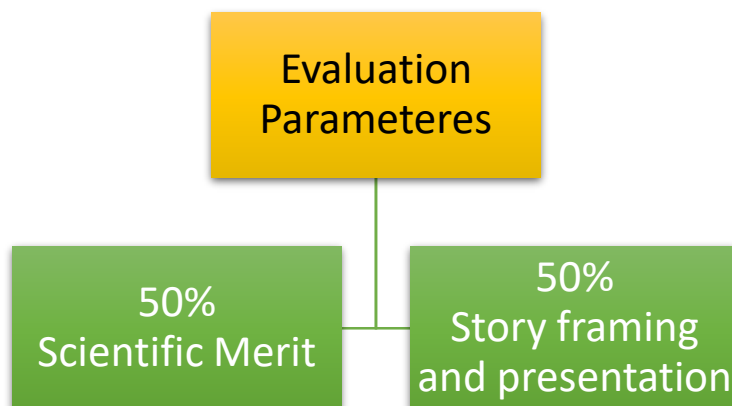 Evaluation
Parameteres
50%
Scientific Merit
50%
Story framing
and presentation